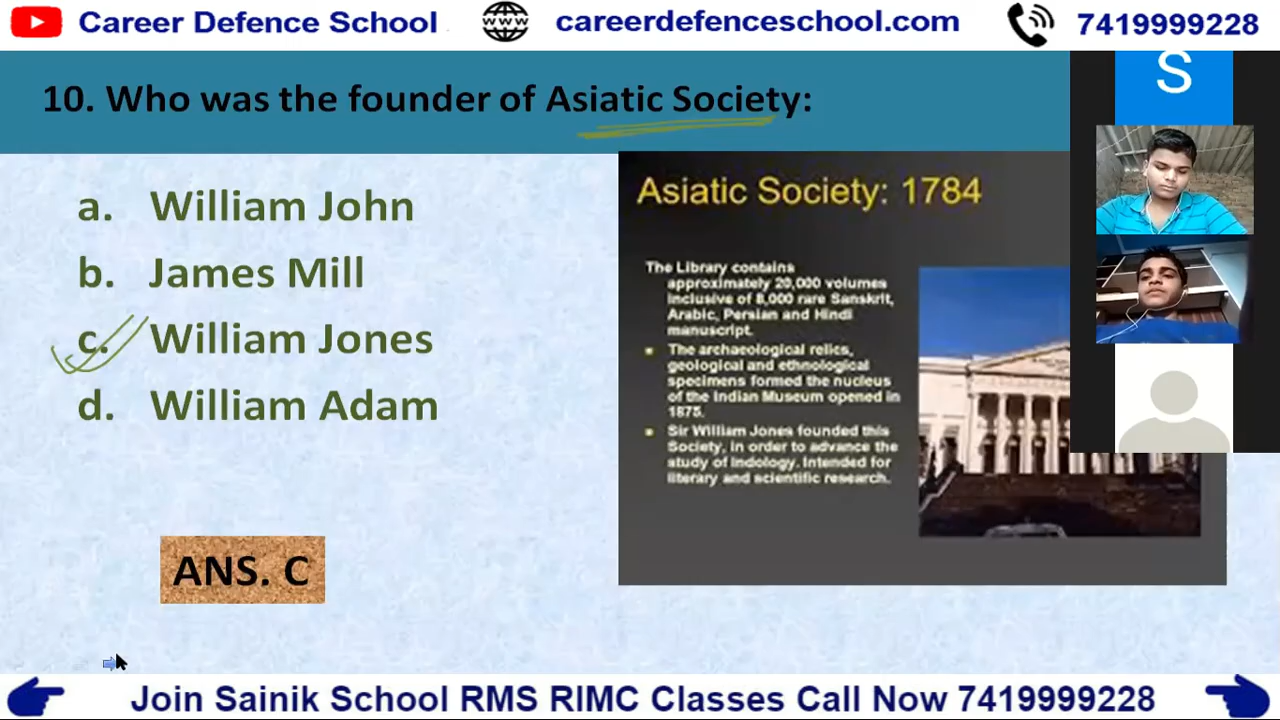 Career Defence School
www
careerdefenceschool.com
7419999228
10. Who was the founder of Asiatic Society:
S
a. William John
b. James Mill
c. William Jones
d. William Adam
ANS. C
Asiatic Society: 1784
The Library contains
approximately 20,000 volumes
inclusive of 8,000 rare Sanskrit,
Arabic, Persian and Hindi
manuscript.
The archaeological relics,
geological and ethnological
specimens formed the nucleus
of the Indian Museum opened in
1875.
Sir William Jones founded this
Society, in order to advance the
study of Indology. Intended for
literary and scientific research.
Join Sainik School RMS RIMC Classes Call Now 7419999228